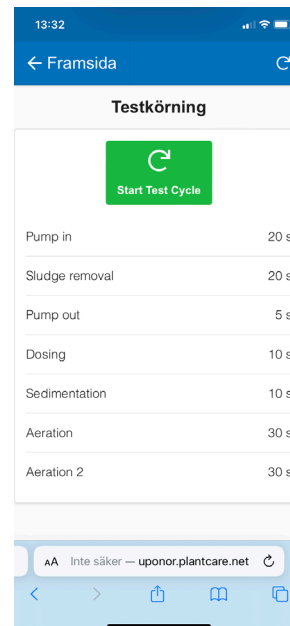 13:32
Framsida
Testkörning
Start Test Cycle
Pump in 20 s
Sludge removal 20 s
Pump out 5 s
Dosing 10 s
Sedimentation 10 s
Aeration 30 s
Aeration 2 30 s
AA Inte säker — uponor.plantcare.net